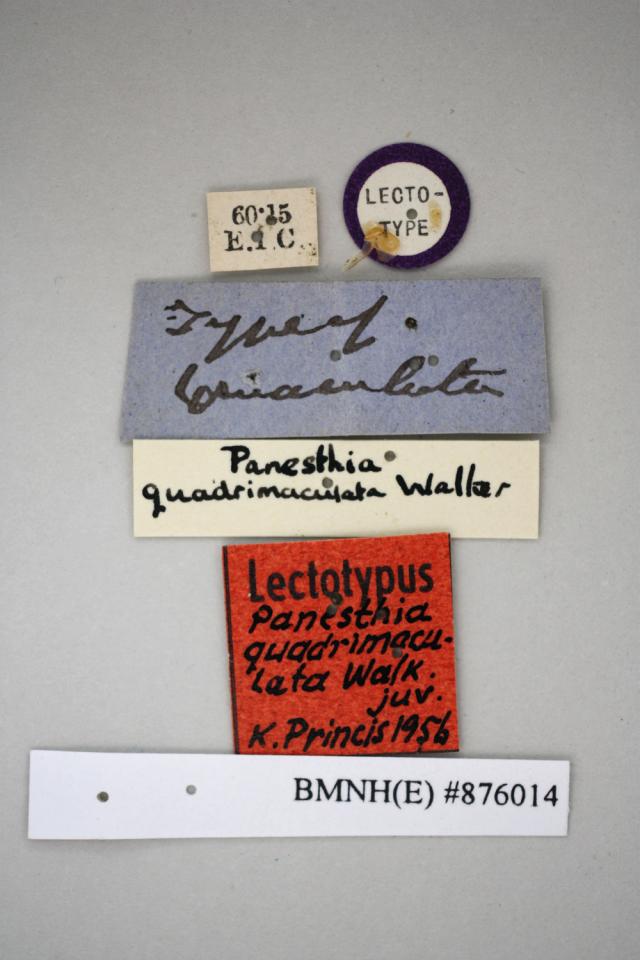 60·15
E.I.C.
LECTO-
TYPE
Type of
Panesthia
quadrimaculata Walker
Lectotypus
Panesthia
quadrimacu-
lata Walk.
juv.
K. Princis 1956
BMNH(E) #876014